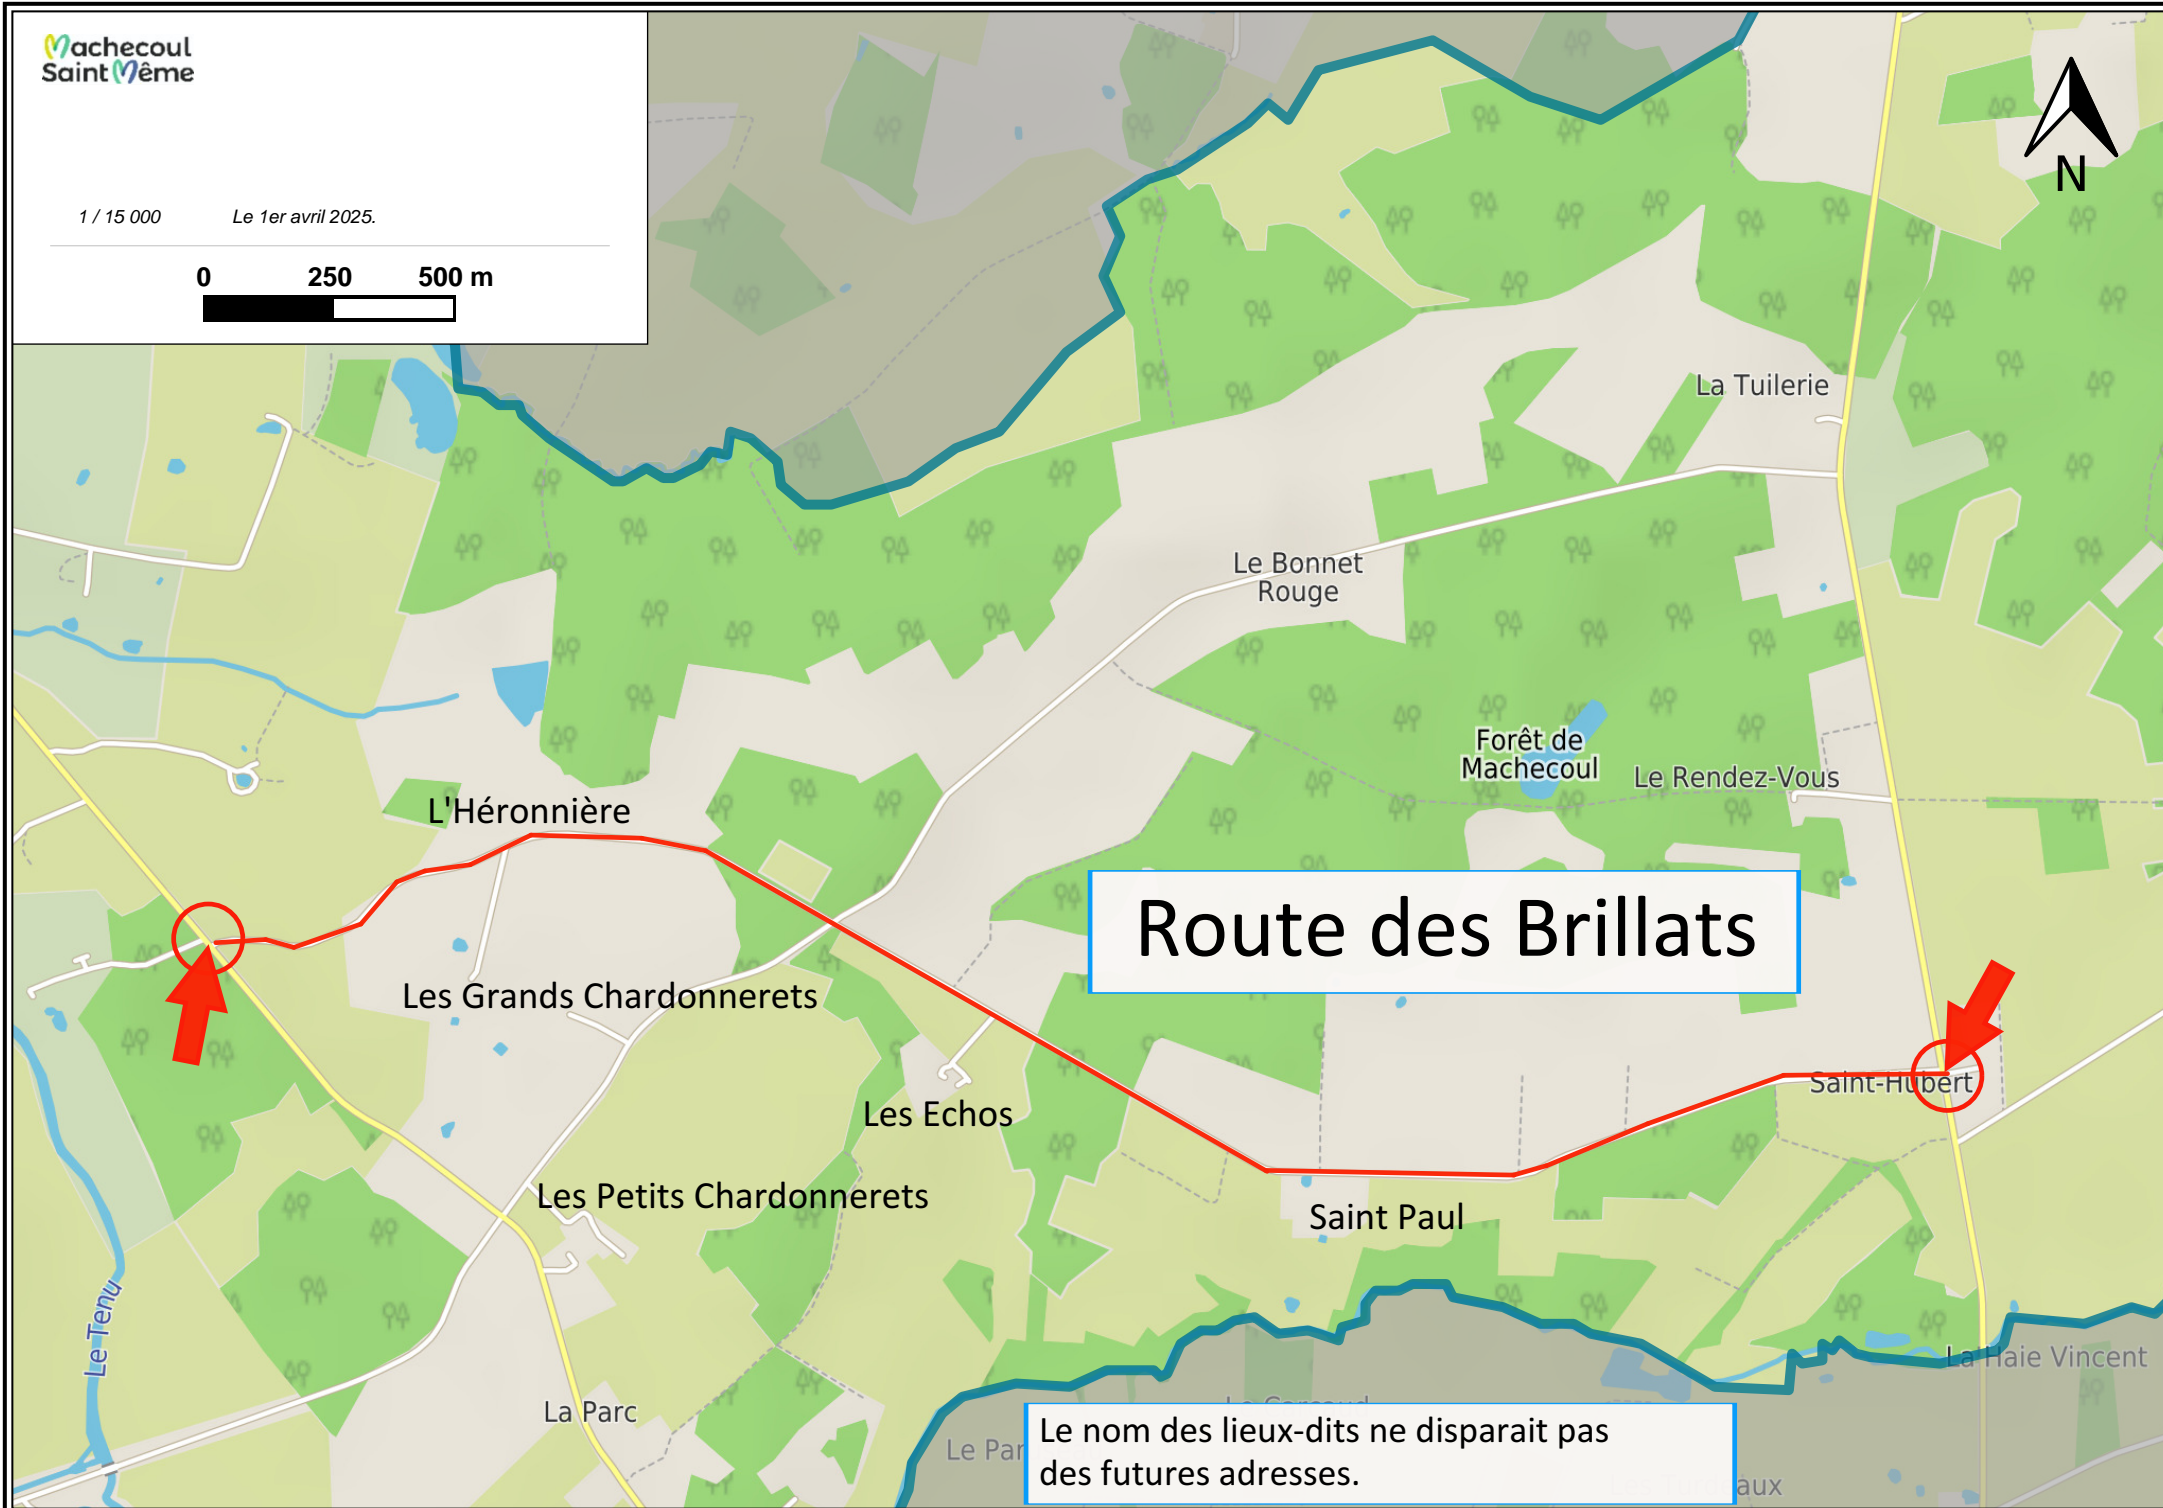 Machecoul
Saint Même
1 / 15 000 Le 1er avril 2025.
0 250 500 m
N
La Tuilerie
Le Bonnet
Rouge
Forêt de
Machecoul
Le Rendez-Vous
L'Héronnière
Route des Brillats
Les Grands Chardonnerets
Saint-Hubert
Les Echos
Les Petits Chardonnerets
Saint Paul
Le Tenu
La Haie Vincent
La Parc
Le nom des lieux-dits ne disparait pas
des futures adresses.